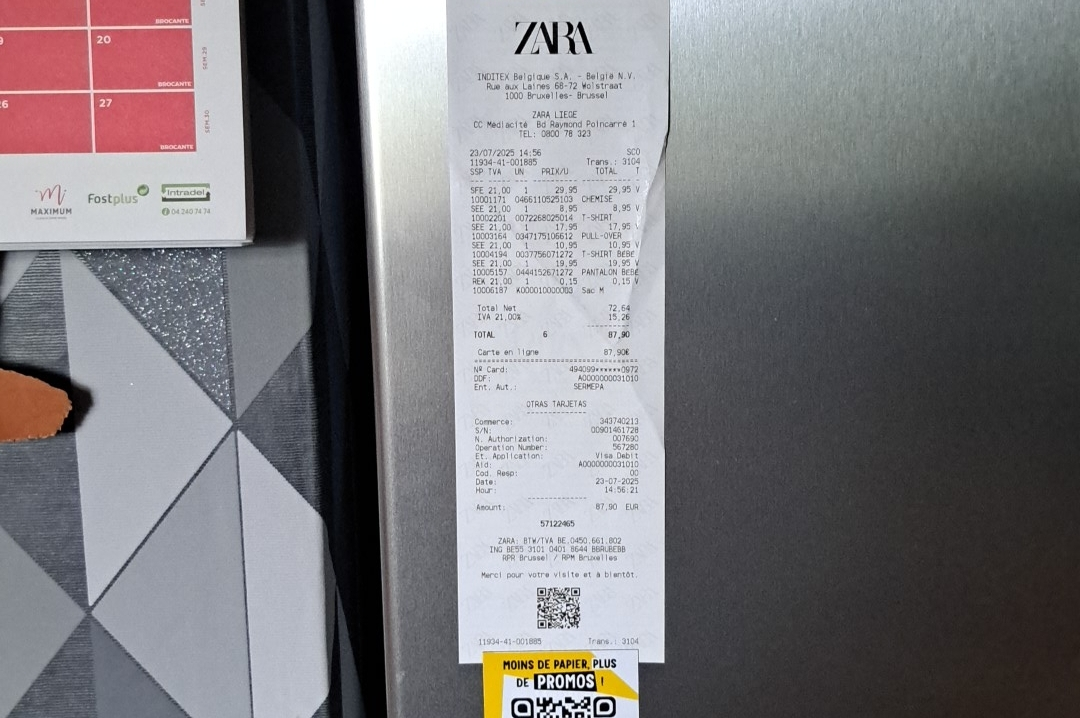 BROCANTE
20
SEM.29
BROCANTE
26
27
SEM.30
BROCANTE
MAXIMUM
Fostplus
Intradel
04 240 74 74
ZARA
INDITEX Belgique S.A. - Belgïe N.V.
Rue aux Laines 68-72 Wolstraat
1000 Bruxelles- Brussel
ZARA LIEGE
CC Mediacité Bd Raymond Poincarré 1
TEL: 0800 78 323
23/07/2025 14:56 SCO
11934-41-001885 Trans.: 3104
SSP TVA UN PRIX/U TOTAL T
SFE 21,00 1 29,95 29,95 V
10001171 0466110525103 CHEMISE
SEE 21,00 1 8,95 8,95 V
10002201 0072268025014 T-SHIRT
SEE 21,00 1 17,95 17,95 V
10003164 0347175106612 PULL-OVER
SEE 21,00 1 10,95 10,95 V
10004194 0037756071272 T-SHIRT BEBE
SEE 21,00 1 19,95 19,95 V
10005157 0444152671272 PANTALON BEBE
REK 21,00 1 0,15 0,15 V
10006187 K000010000003 Sac M
Total Net 72,64
IVA 21,00% 15,26
TOTAL 6 87,90
Carte en ligne 87,90€
Nº Card: 494099******0972
DDF: A0000000031010
Ent. Aut.: SERMEPA
OTRAS TARJETAS
Commerce: 343740213
S/N: 00901461728
N. Authorization: 007690
Operation Number: 567280
Et. Application: Visa Debit
Aid: A0000000031010
Cod. Resp: 00
Date: 23-07-2025
Hour: 14:56:21
Amount: 87,90 EUR
57122465
ZARA: BTW/TVA BE.0450.661.802
ING BE55 3101 0401 8644 BBRUBEBB
RPR Brussel / RPM Bruxelles
Merci pour votre visite et à bientôt.
11934-41-001885 Trans.: 3104
MOINS DE PAPIER, PLUS
DE PROMOS !